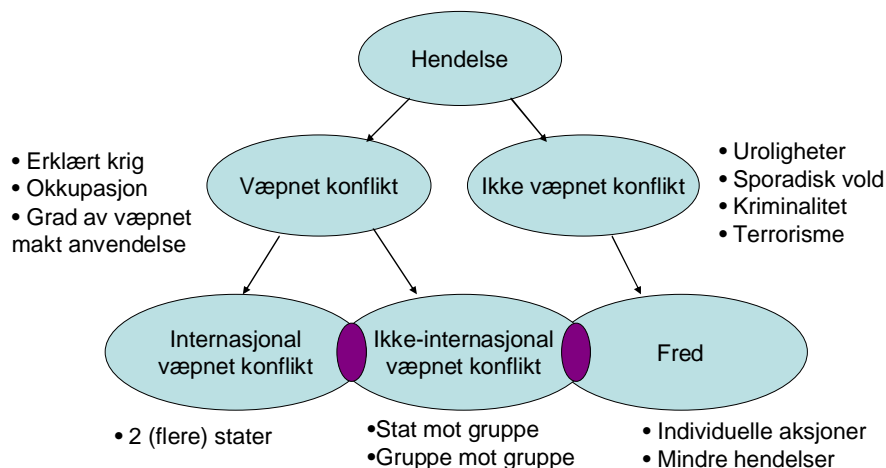 Hendelse
• Erklært krig
• Okkupasjon
• Grad av væpnet
makt anvendelse
Væpnet konflikt
Ikke væpnet konflikt
• Uroligheter
• Sporadisk vold
• Kriminalitet
• Terrorisme
Internasjonal
væpnet konflikt
Ikke-internasjonal
væpnet konflikt
Fred
• 2 (flere) stater
•Stat mot gruppe
•Gruppe mot gruppe
• Individuelle aksjoner
• Mindre hendelser